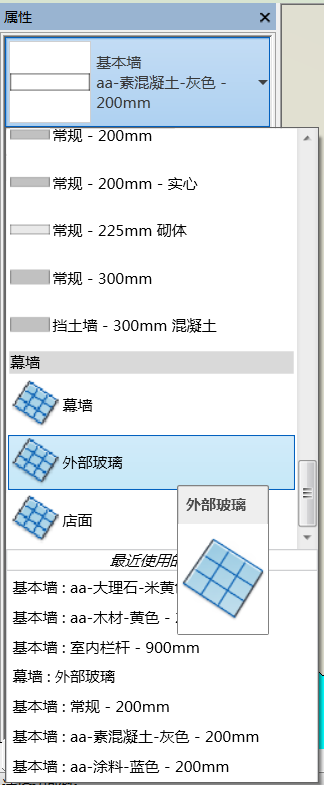 属性
基本墙
aa-素混凝土-灰色 -
200mm
常规 - 200mm
常规 - 200mm - 实心
常规 - 225mm 砌体
常规 - 300mm
挡土墙 - 300mm 混凝土
幕墙
幕墙
外部玻璃
外部玻璃
店面
最近使用的
基本墙 : aa-大理石-米黄
基本墙 : aa-木材-黄色 -
基本墙 : 室内栏杆 - 900mm
幕墙 : 外部玻璃
基本墙 : 常规 - 200mm
基本墙 : aa-素混凝土-灰色 - 200mm
基本墙 : aa-涂料-蓝色 - 200mm